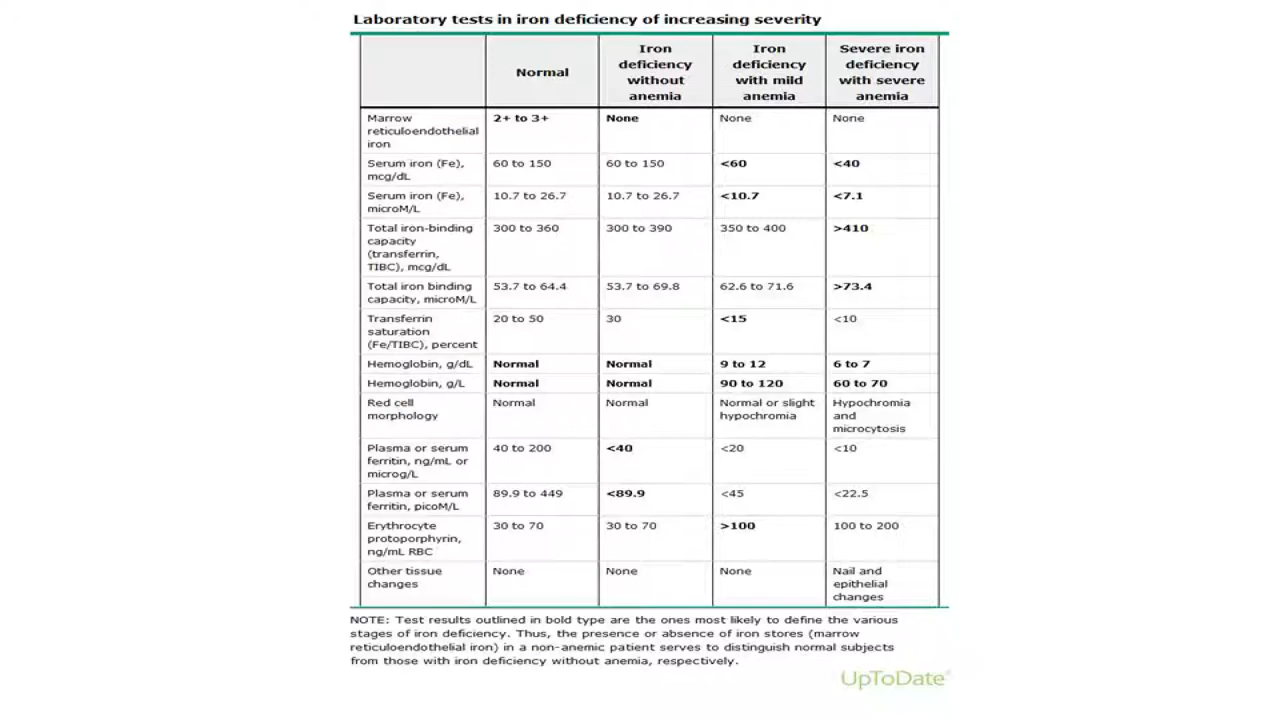 Laboratory tests in iron deficiency of increasing severity
Normal
Iron
deficiency
without
anemia
Iron
deficiency
with mild
anemia
Severe iron
deficiency
with severe
anemia
Marrow
reticuloendothelial
iron
2+ to 3+
None
None
None
Serum iron (Fe),
mcg/dL
60 to 150
60 to 150
<60
<40
Serum iron (Fe),
microM/L
10.7 to 26.7
10.7 to 26.7
<10.7
<7.1
Total iron-binding
capacity
(transferrin,
TIBC), mcg/dL
300 to 360
300 to 390
350 to 400
>410
Total iron binding
capacity, microM/L
53.7 to 64.4
53.7 to 69.8
62.6 to 71.6
>73.4
Transferrin
saturation
(Fe/TIBC), percent
20 to 50
30
<15
<10
Hemoglobin, g/dL
Normal
Normal
9 to 12
6 to 7
Hemoglobin, g/L
Normal
Normal
90 to 120
60 to 70
Red cell
morphology
Normal
Normal
Normal or slight
hypochromia
Hypochromia
and
microcytosis
Plasma or serum
ferritin, ng/mL or
microg/L
40 to 200
<40
<20
<10
Plasma or serum
ferritin, picoM/L
89.9 to 449
<89.9
<45
<22.5
Erythrocyte
protoporphyrin,
ng/mL RBC
30 to 70
30 to 70
>100
100 to 200
Other tissue
changes
None
None
None
Nail and
epithelial
changes
NOTE: Test results outlined in bold type are the ones most likely to define the various
stages of iron deficiency. Thus, the presence or absence of iron stores (marrow
reticuloendothelial iron) in a non-anemic patient serves to distinguish normal subjects
from those with iron deficiency without anemia, respectively.
UpToDate®